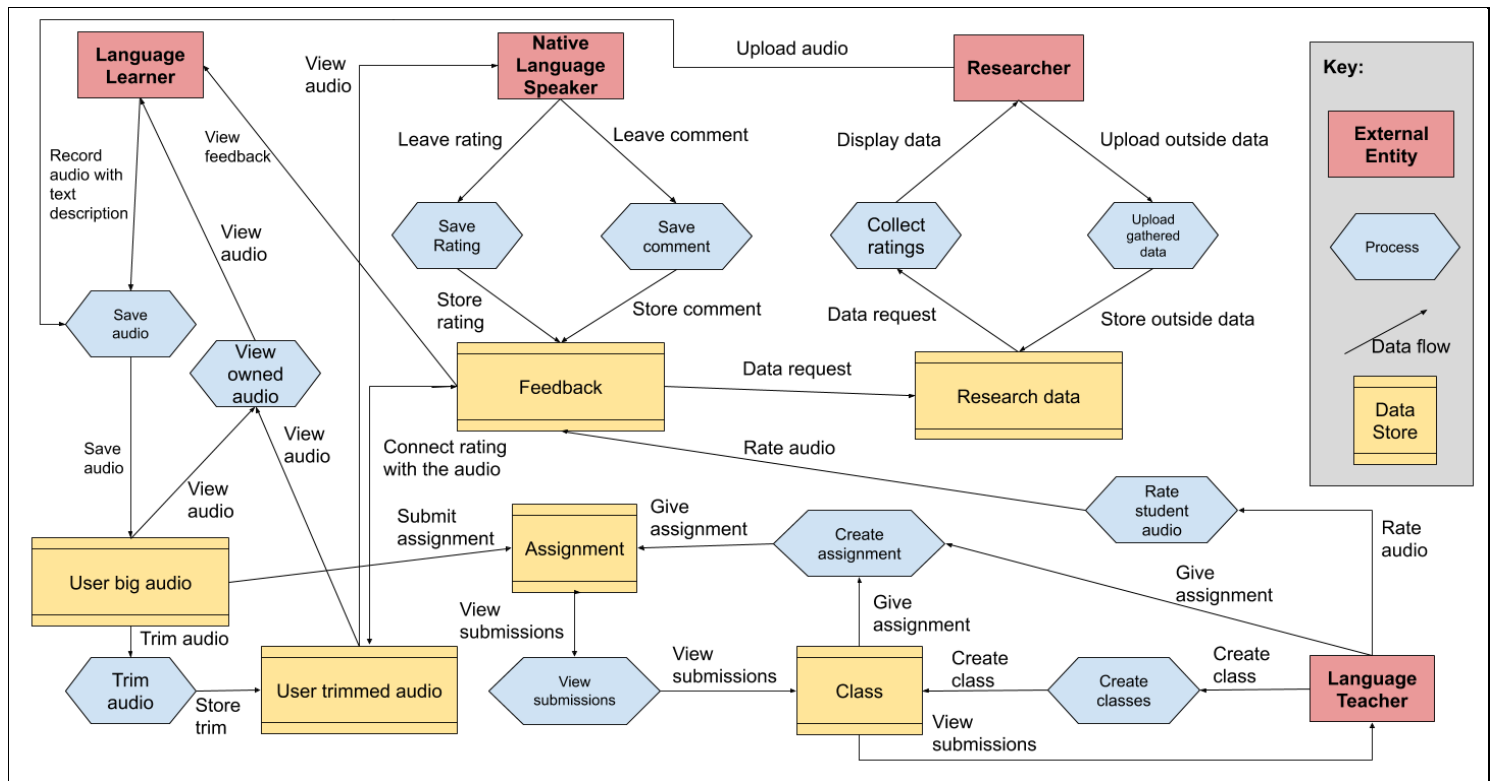 Language
Learner
View
audio
Native
Language
Speaker
Upload audio
Researcher
Key:
External
Entity
Process
Data flow
Data
Store
View
feedback
Leave rating
Leave comment
Display data
Upload outside data
Record
audio with
text
description
View
audio
Save
Rating
Save
comment
Collect
ratings
Upload
gathered
data
Save
audio
View
owned
audio
Store
rating
Store comment
Data request
Store outside data
Feedback
Data request
Research data
Save
audio
View
audio
View
audio
Connect rating
with the audio
Rate audio
Rate
student
audio
Rate
audio
Submit
assignment
Assignment
Give
assignment
Create
assignment
Give
assignment
User big audio
Trim audio
View
submissions
Give
assignment
Trim
audio
Store
trim
User trimmed audio
View
submissions
View
submissions
Class
Create
class
Create
classes
Create
class
Language
Teacher
View
submissions